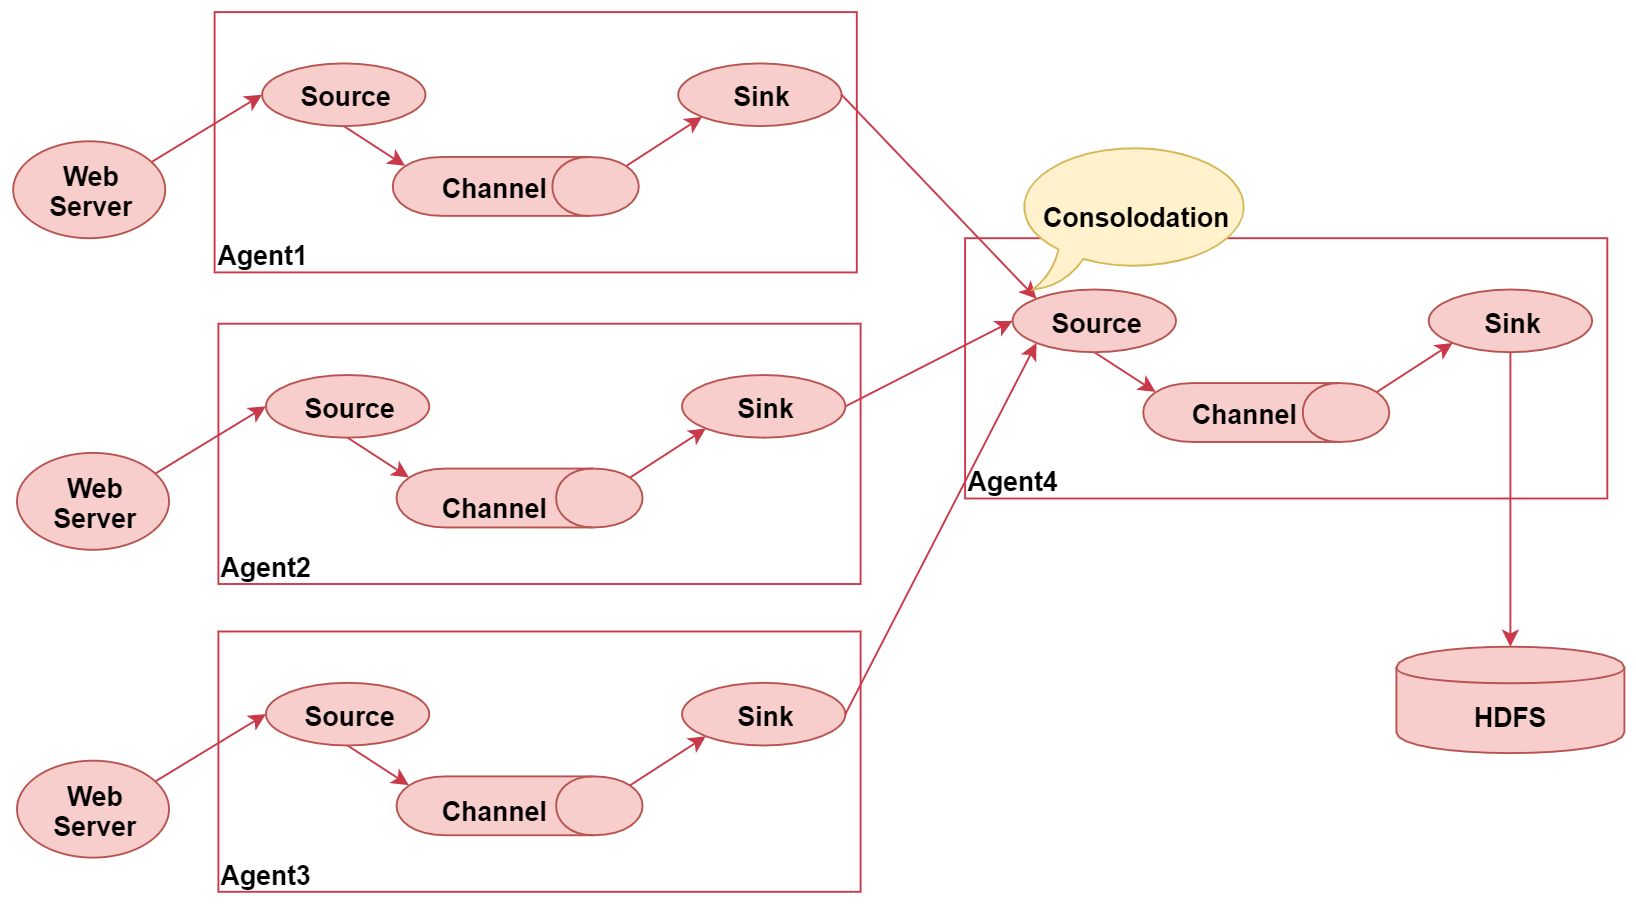 Web
Server
Source
Channel
Sink
Agent1
Web
Server
Source
Channel
Sink
Agent2
Web
Server
Source
Channel
Sink
Agent3
Consolodation
Source
Channel
Sink
Agent4
HDFS